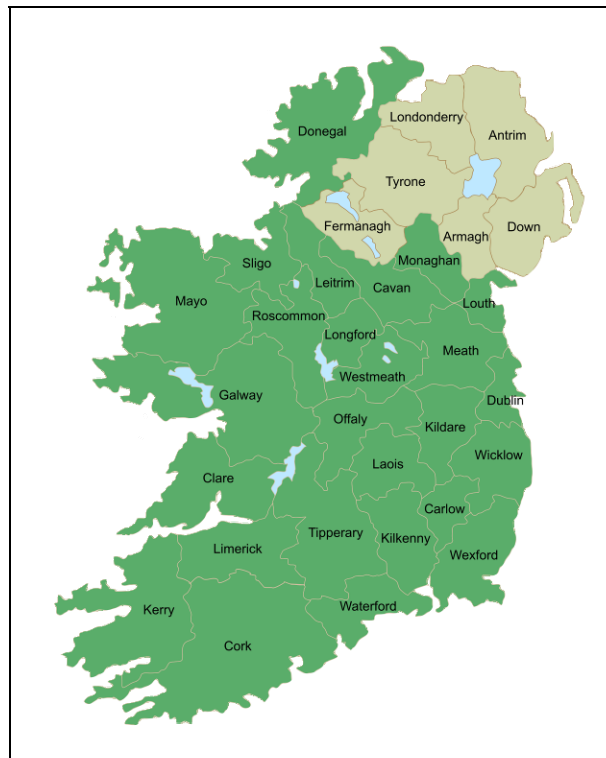 Londonderry
Donegal
Antrim
Tyrone
Fermanagh
Down
Armagh
Monaghan
Sligo
Leitrim
Cavan
Mayo
Louth
Roscommon
Longford
Meath
Westmeath
Galway
Dublin
Offaly
Kildare
Wicklow
Laois
Clare
Carlow
Tipperary
Kilkenny
Limerick
Wexford
Waterford
Kerry
Cork